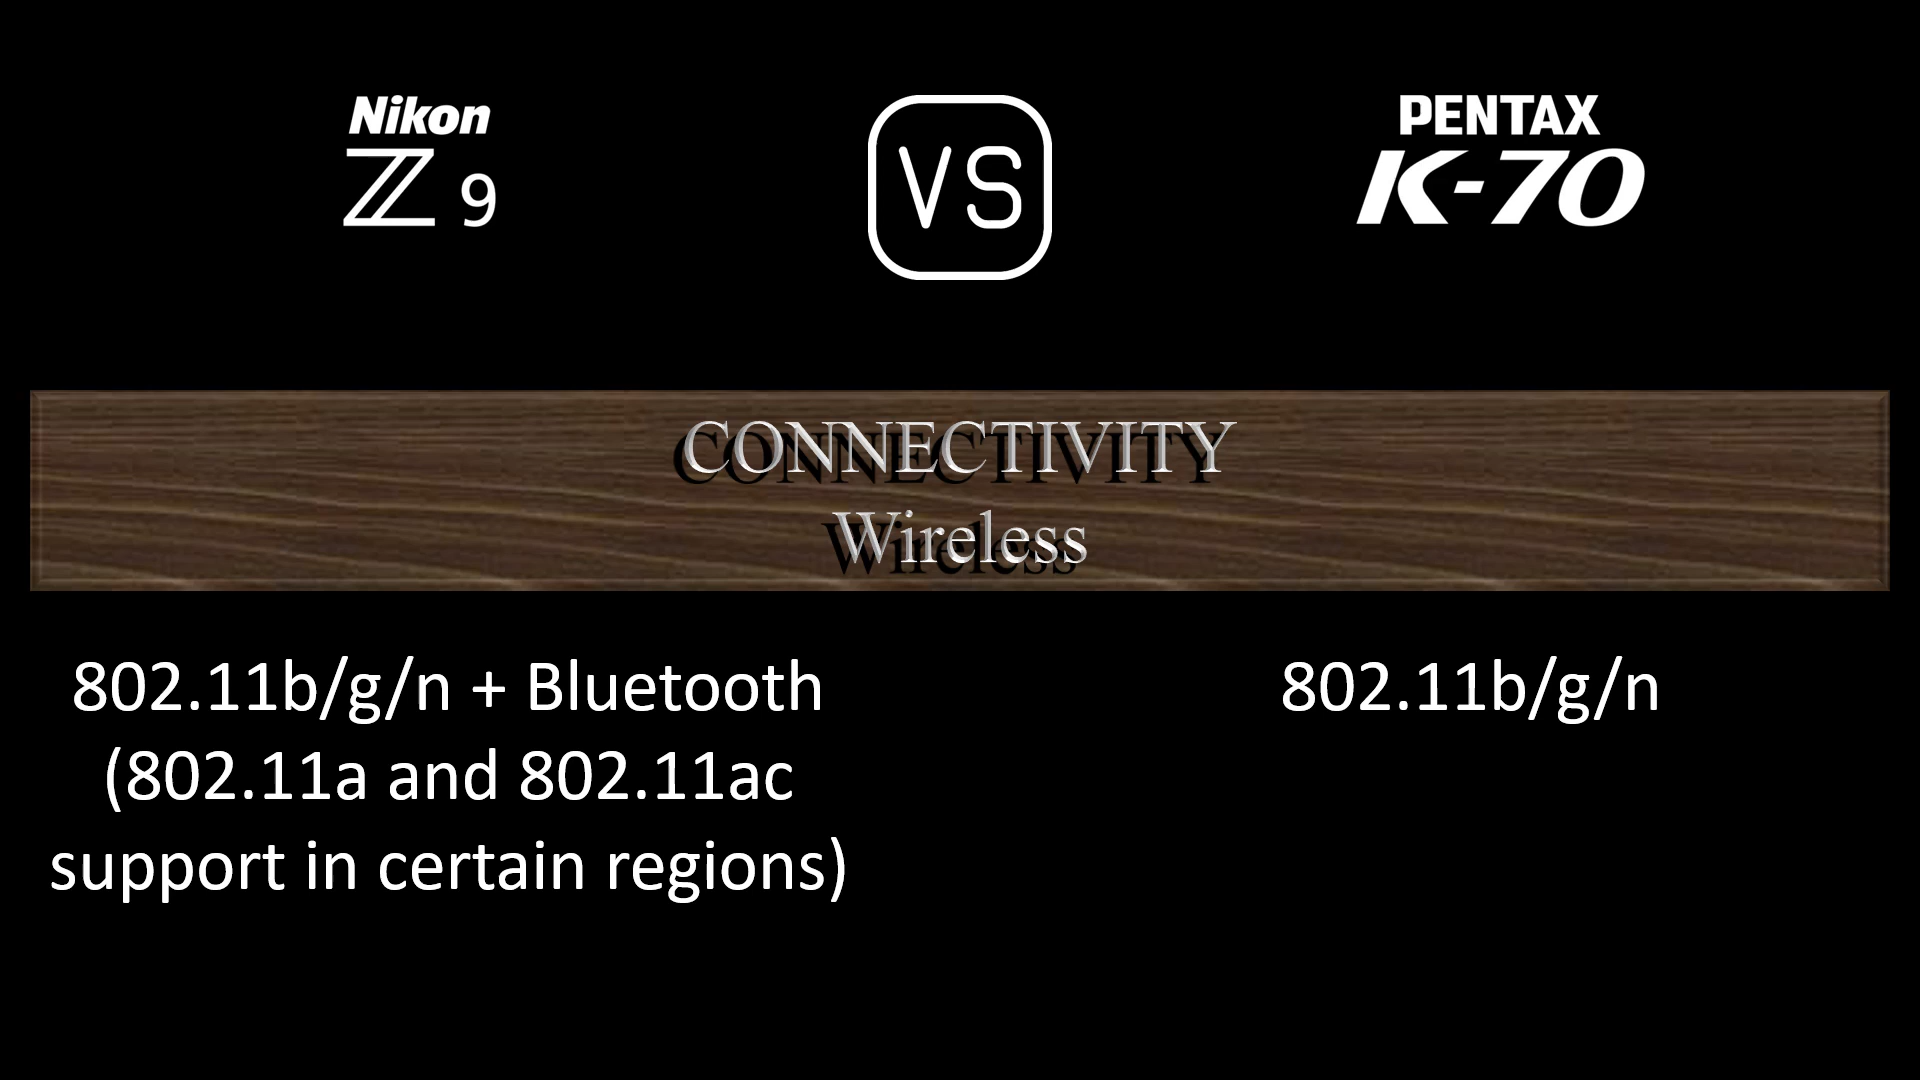 Nikon
Z 9
VS
PENTAX
K-70
CONNECTIVITY
Wireless
802.11b/g/n + Bluetooth
(802.11a and 802.11ac
support in certain regions)
802.11b/g/n